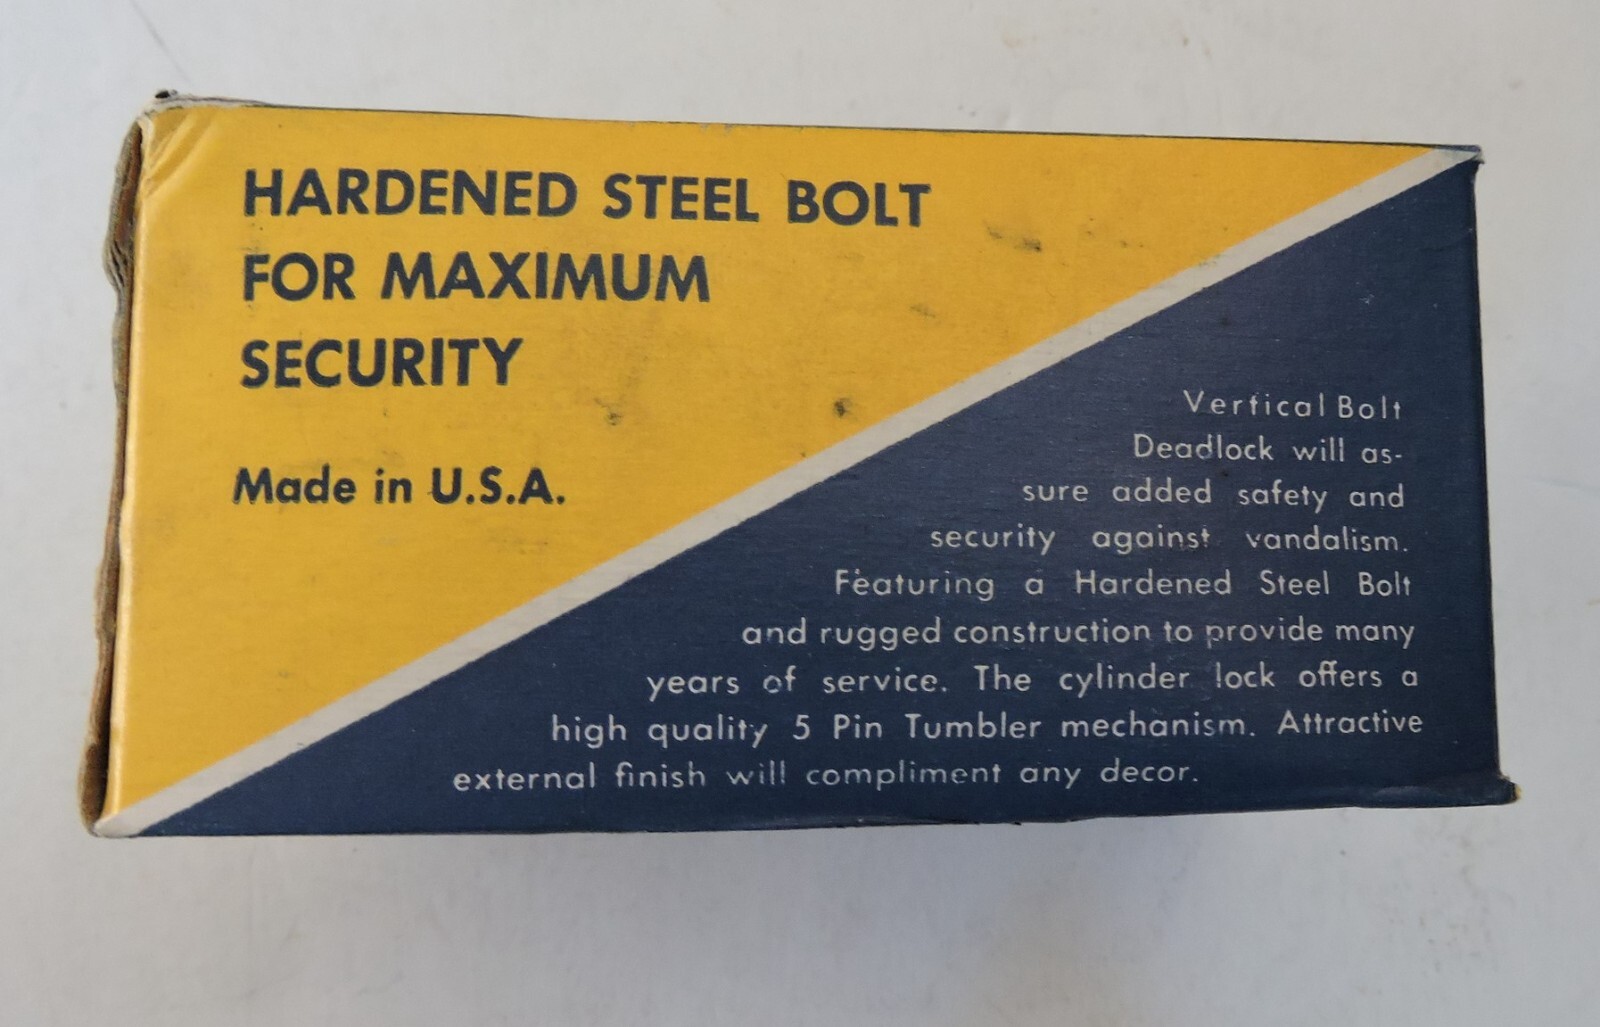 HARDENED STEEL BOLT
FOR MAXIMUM
SECURITY
Made in U.S.A.
Vertical Bolt
Deadlock will as-
sure added safety and
security against vandalism.
Featuring a Hardened Steel Bolt
and rugged construction to provide many
years of service. The cylinder lock offers a
high quality 5 Pin Tumbler mechanism. Attractive
external finish will compliment any decor.